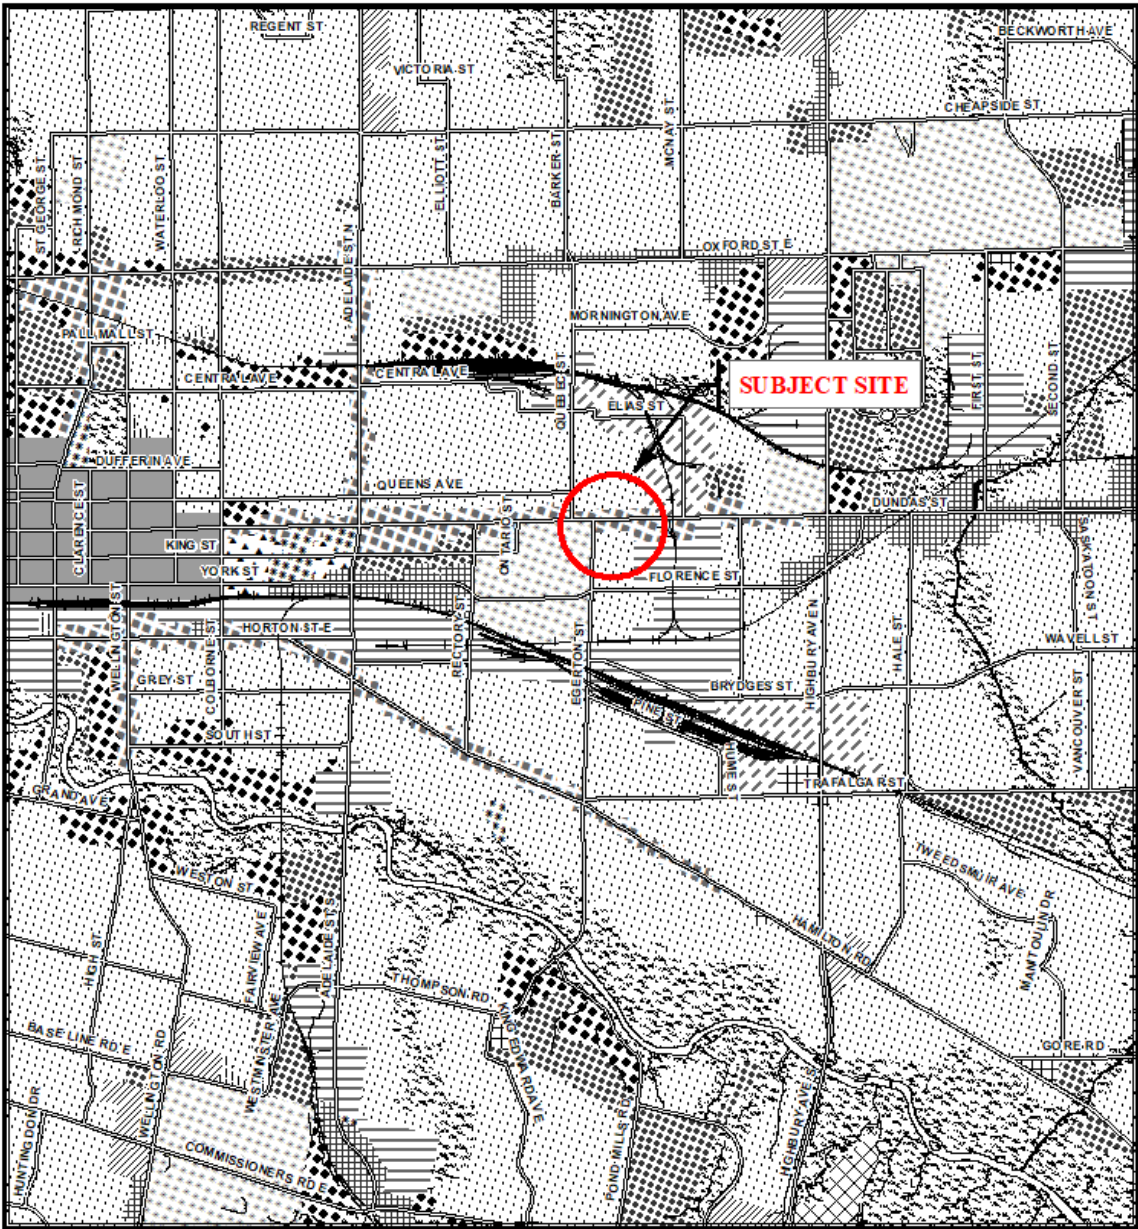 REGENT ST
BECKWORTH AVE
VICTORIA ST
CHEAPSIDE ST
MCNAY ST
ELLIOTT ST
BARKER ST
ST GEORGE ST
RICHMOND ST
WATERLOO ST
ADELAIDE ST N
OXFORD ST E
MORNINGTON AVE
PALL MALL ST
CENTRAL AVE
CENTRAL AVE
QUEBEC ST
ELIAS ST
SUBJECT SITE
FIRST ST
SECOND ST
DUFFERIN AVE
QUEENS AVE
CLARENCE ST
DUNDAS ST
ONTARIO ST
KING ST
YORK ST
FLORENCE ST
SASKATOON ST
WELLINGTON ST
COLBORNE ST
HORTON ST E
RECTORY ST
EGERTON ST
HIGHBURY AVE N
HALE ST
WAVELL ST
GREY ST
BRYDGES ST
PINE ST
SOUTH ST
HUME ST
VANCOUVER ST
TRAFALGAR ST
GRAND AVE
WESTON ST
TWEEDSMUIR AVE
HIGH ST
FAIRVIEW AVE
ADELAIDE ST S
HAMILTON RD
MANITOULIN DR
THOMPSON RD
KING EDWARD AVE
BASE LINE RD E
WELLINGTON RD
WESTMINSTER AVE
GORE RD
HUNTINGDON DR
COMMISSIONERS RD E
POND MILLS RD
HIGHBURY AVE S